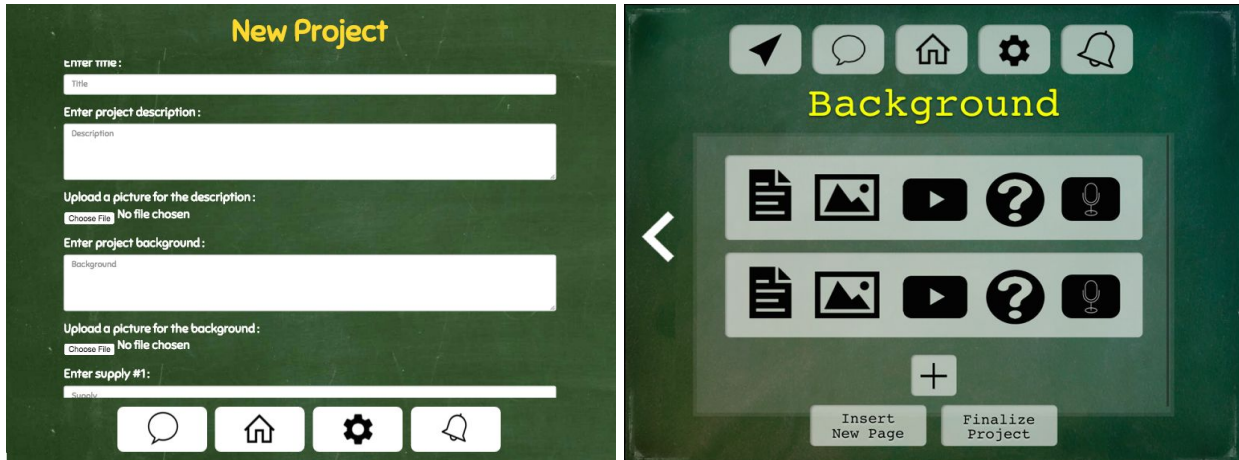 New Project
Enter Title :
Title
Enter project description :
Description
Upload a picture for the description :
Choose File No file chosen
Enter project background :
Background
Upload a picture for the background :
Choose File No file chosen
Enter supply #1 :
Supply
Background
Insert
New Page
Finalize
Project